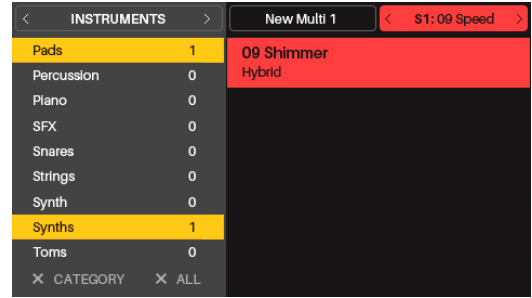 < INSTRUMENTS >
New Multi 1
< S1: 09 Speed >
Pads 1
Percussion 0
Piano 0
SFX 0
Snares 0
Strings 0
Synth 0
Synths 1
Toms 0
× CATEGORY × ALL
09 Shimmer
Hybrid